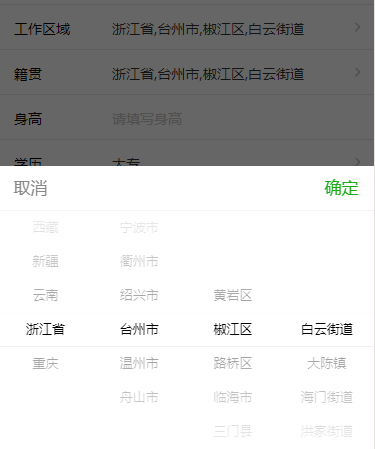 工作区域 浙江省,台州市,椒江区,白云街道
籍贯 浙江省,台州市,椒江区,白云街道
身高 请填写身高
学历 大专
取消 确定
西藏 宁波市
新疆 衢州市
云南 绍兴市 黄岩区
浙江省 台州市 椒江区 白云街道
重庆 温州市 路桥区 大陈镇
舟山市 临海市 海门街道
三门县 洪家街道